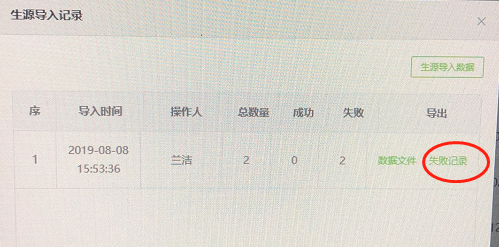 生源导入记录
×
生源导入数据
序 导入时间 操作人 总数量 成功 失败 导出
1 2019-08-08 15:53:36 兰洁 2 0 2 数据文件 失败记录